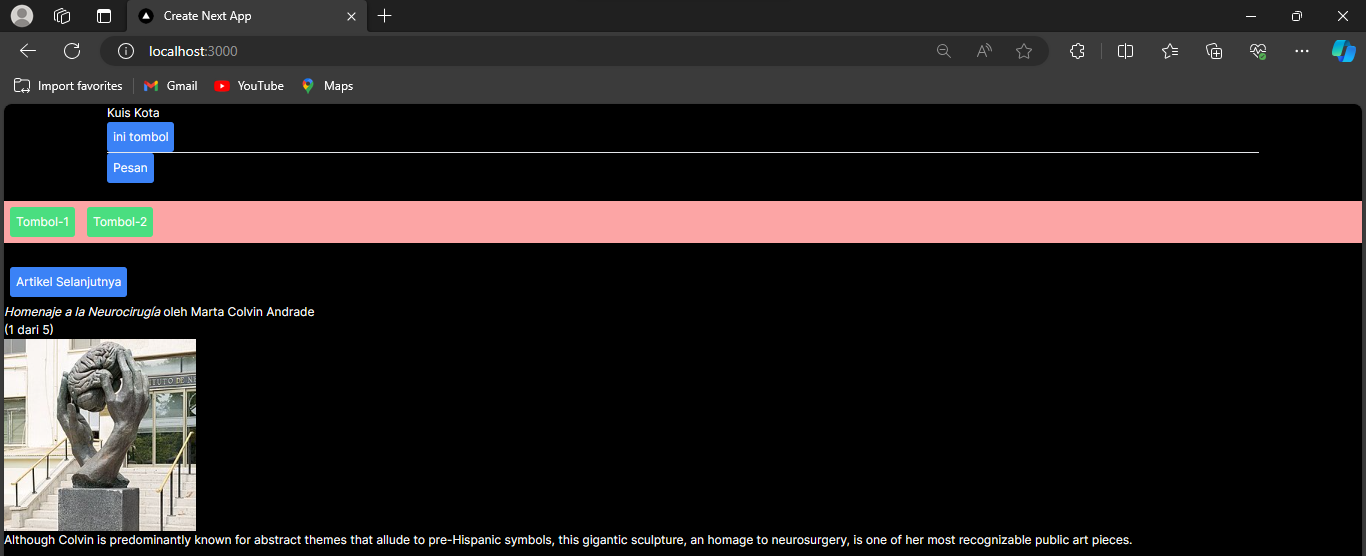 Create Next App
localhost:3000
Import favorites Gmail YouTube Maps
Kuis Kota
ini tombol
Pesan
Tombol-1 Tombol-2
Artikel Selanjutnya
Homenaje a la Neurocirugía oleh Marta Colvin Andrade
(1 dari 5)
TUTO DE NE
Although Colvin is predominantly known for abstract themes that allude to pre-Hispanic symbols, this gigantic sculpture, an homage to neurosurgery, is one of her most recognizable public art pieces.